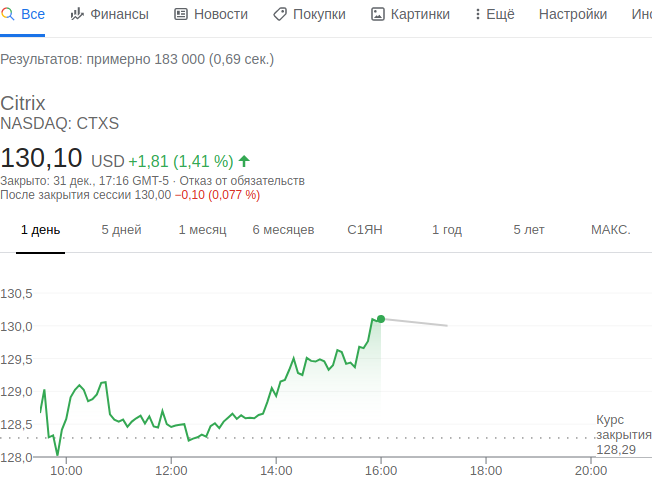 Все Финансы Новости Покупки Картинки Ещё Настройки Инс
Результатов: примерно 183 000 (0,69 сек.)
Citrix
NASDAQ: CTXS
130,10 USD +1,81 (1,41 %)
Закрыто: 31 дек., 17:16 GMT-5 · Отказ от обязательств
После закрытия сессии 130,00 −0,10 (0,077 %)
1 день 5 дней 1 месяц 6 месяцев С1ЯН 1 год 5 лет МАКС.
130,5
130,0
129,5
129,0
128,5
128,0
Курс
закрытия
128,29
10:00 12:00 14:00 16:00 18:00 20:00